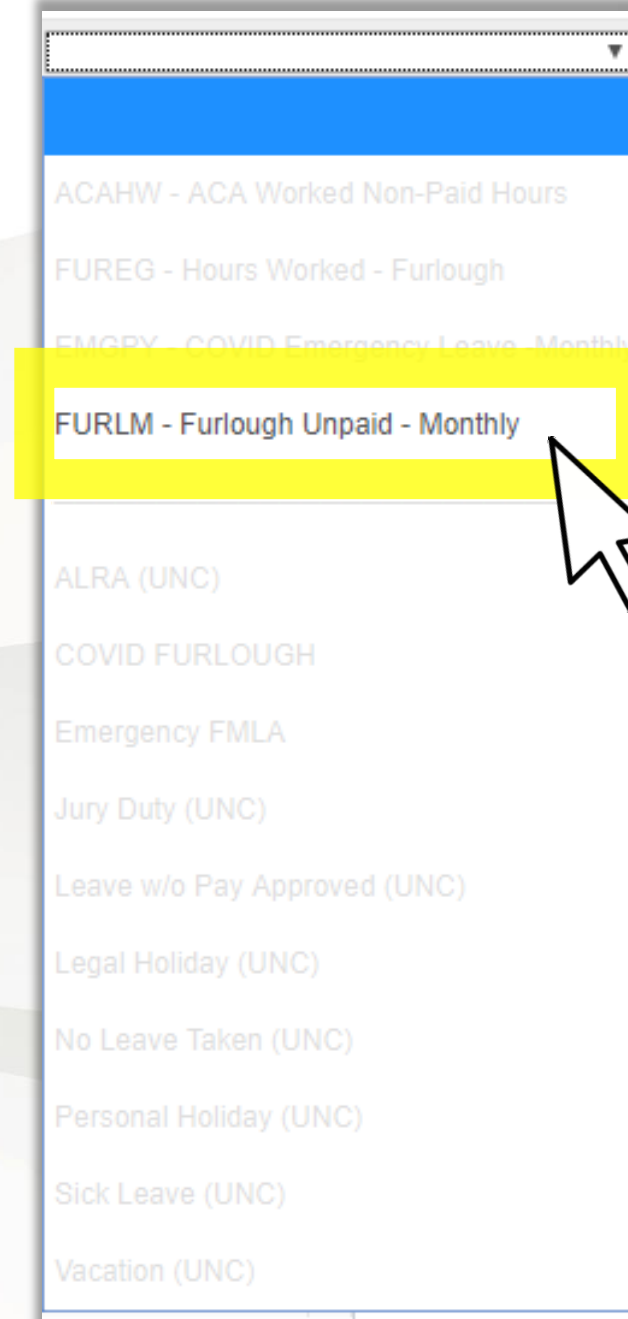 ACAHW - ACA Worked Non-Paid Hours
FUREG - Hours Worked - Furlough
EMGPY - COVID Emergency Leave -Monthly
FURLM - Furlough Unpaid - Monthly
ALRA (UNC)
COVID FURLOUGH
Emergency FMLA
Jury Duty (UNC)
Leave w/o Pay Approved (UNC)
Legal Holiday (UNC)
No Leave Taken (UNC)
Personal Holiday (UNC)
Sick Leave (UNC)
Vacation (UNC)